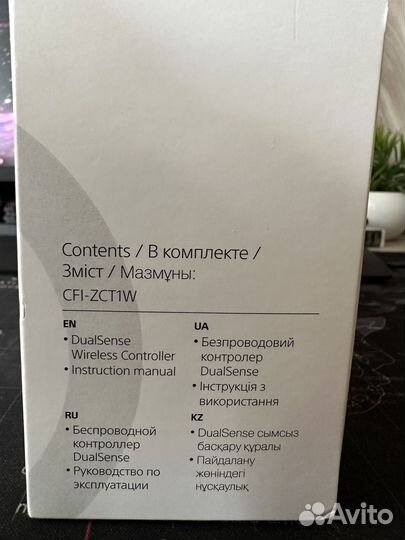 Contents / В комплекте /
Зміст / Мазмұны:
CFI-ZCT1W
EN
• DualSense
Wireless Controller
• Instruction manual
UA
• Безпроводовий
контролер
DualSense
• Інструкція з
використання
RU
• Беспроводной
контроллер
DualSense
• Руководство по
эксплуатации
KZ
• DualSense сымсыз
басқару құралы
• Пайдалану
жөніндегі
нұсқаулық
Avito